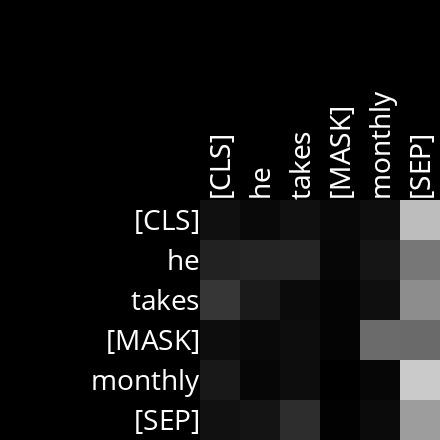 [CLS]
he
takes
[MASK]
monthly
[SEP]
[CLS]
he
takes
[MASK]
monthly
[SEP]